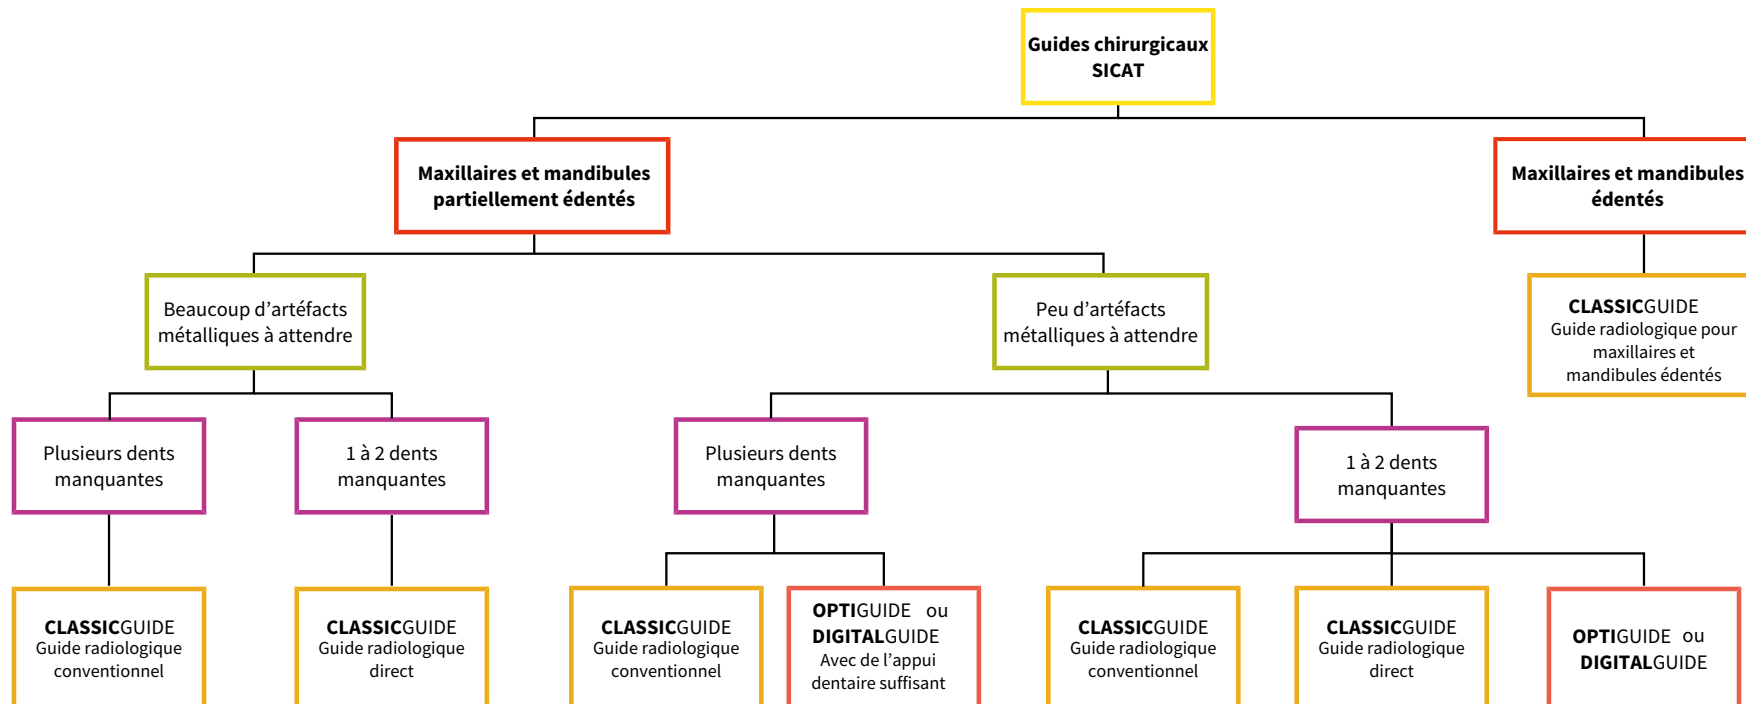 Guides chirurgicaux
SICAT
Maxillaires et mandibules
partiellement édentés
Maxillaires et mandibules
édentés
Beaucoup d’artéfacts
métalliques à attendre
Peu d’artéfacts
métalliques à attendre
CLASSICGUIDE
Guide radiologique pour
maxillaires et
mandibules édentés
Plusieurs dents
manquantes
1 à 2 dents
manquantes
Plusieurs dents
manquantes
1 à 2 dents
manquantes
CLASSICGUIDE
Guide radiologique
conventionnel
CLASSICGUIDE
Guide radiologique
direct
CLASSICGUIDE
Guide radiologique
conventionnel
OPTIGUIDE ou
DIGITALGUIDE
Avec de l’appui
dentaire suffisant
CLASSICGUIDE
Guide radiologique
conventionnel
CLASSICGUIDE
Guide radiologique
direct
OPTIGUIDE ou
DIGITALGUIDE